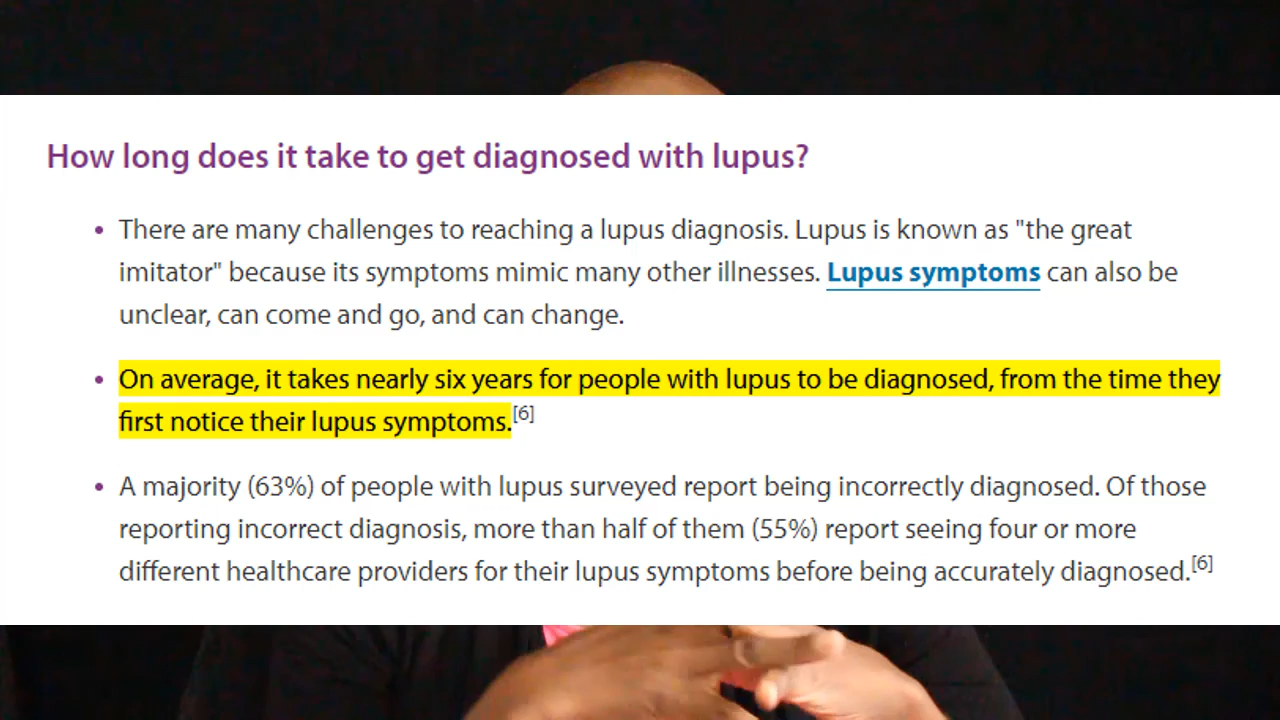 How long does it take to get diagnosed with lupus?
• There are many challenges to reaching a lupus diagnosis. Lupus is known as "the great
imitator" because its symptoms mimic many other illnesses. Lupus symptoms can also be
unclear, can come and go, and can change.
• On average, it takes nearly six years for people with lupus to be diagnosed, from the time they
first notice their lupus symptoms.[6]
• A majority (63%) of people with lupus surveyed report being incorrectly diagnosed. Of those
reporting incorrect diagnosis, more than half of them (55%) report seeing four or more
different healthcare providers for their lupus symptoms before being accurately diagnosed.[6]